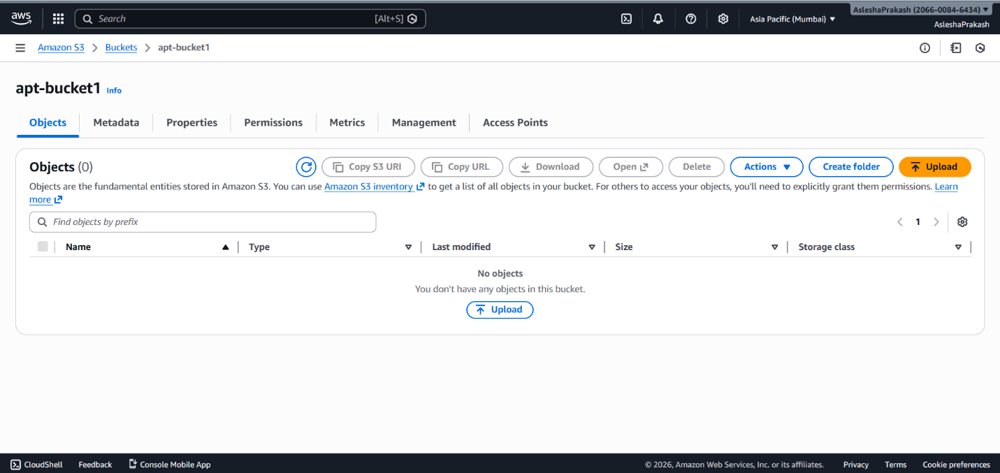 aws
Search [Alt+S]
Asia Pacific (Mumbai)
AsleshaPrakash (2066-0084-6434)
AsleshaPrakash
Amazon S3 > Buckets > apt-bucket1
apt-bucket1 Info
Objects Metadata Properties Permissions Metrics Management Access Points
Objects (0) Copy S3 URI Copy URL Download Open Delete Actions Create folder Upload
Objects are the fundamental entities stored in Amazon S3. You can use Amazon S3 inventory to get a list of all objects in your bucket. For others to access your objects, you'll need to explicitly grant them permissions. Learn
more
Find objects by prefix 1
Name Type Last modified Size Storage class
No objects
You don't have any objects in this bucket.
Upload
CloudShell Feedback Console Mobile App © 2026, Amazon Web Services, Inc. or its affiliates. Privacy Terms Cookie preferences